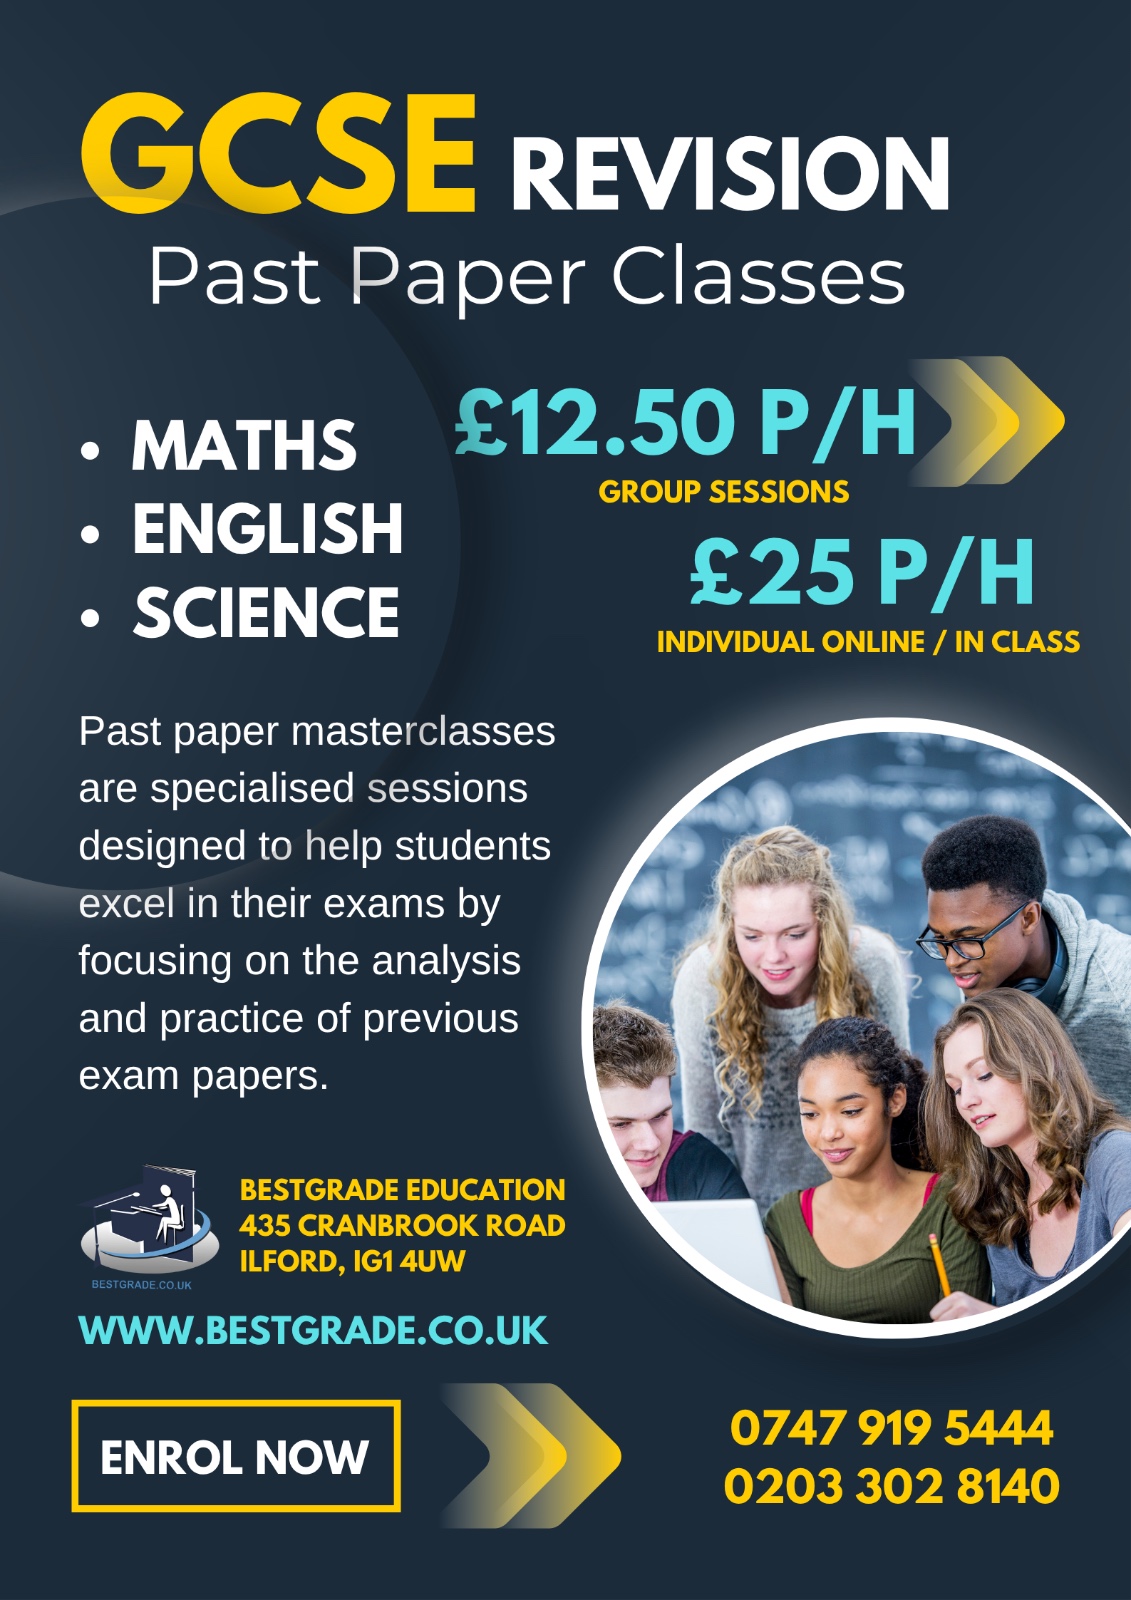 GCSE REVISION
Past Paper Classes
• MATHS
• ENGLISH
• SCIENCE
£12.50 P/H
GROUP SESSIONS
£25 P/H
INDIVIDUAL ONLINE / IN CLASS
Past paper masterclasses
are specialised sessions
designed to help students
excel in their exams by
focusing on the analysis
and practice of previous
exam papers.
BESTGRADE.CO.UK
BESTGRADE EDUCATION
435 CRANBROOK ROAD
ILFORD, IG1 4UW
WWW.BESTGRADE.CO.UK
ENROL NOW
0747 919 5444
0203 302 8140